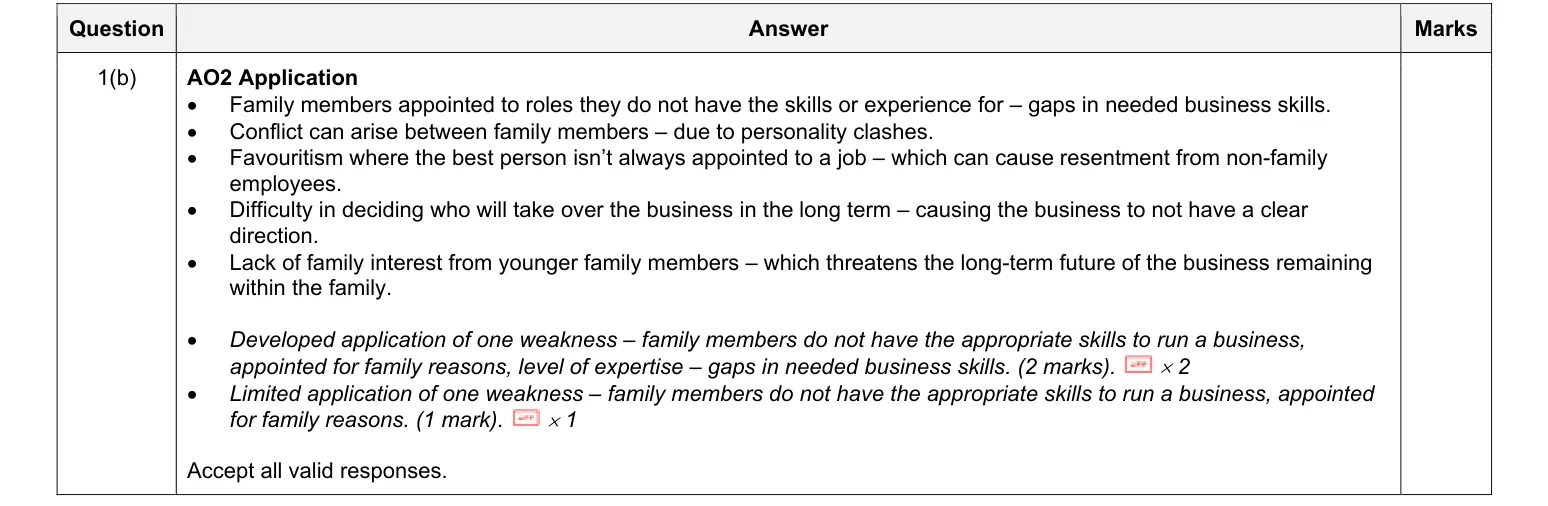 Question Answer Marks
1(b) AO2 Application
• Family members appointed to roles they do not have the skills or experience for – gaps in needed business skills.
• Conflict can arise between family members – due to personality clashes.
• Favouritism where the best person isn’t always appointed to a job – which can cause resentment from non-family
employees.
• Difficulty in deciding who will take over the business in the long term – causing the business to not have a clear
direction.
• Lack of family interest from younger family members – which threatens the long-term future of the business remaining
within the family.
• Developed application of one weakness – family members do not have the appropriate skills to run a business,
appointed for family reasons, level of expertise – gaps in needed business skills. (2 marks). × 2
• Limited application of one weakness – family members do not have the appropriate skills to run a business, appointed
for family reasons. (1 mark). × 1
Accept all valid responses.